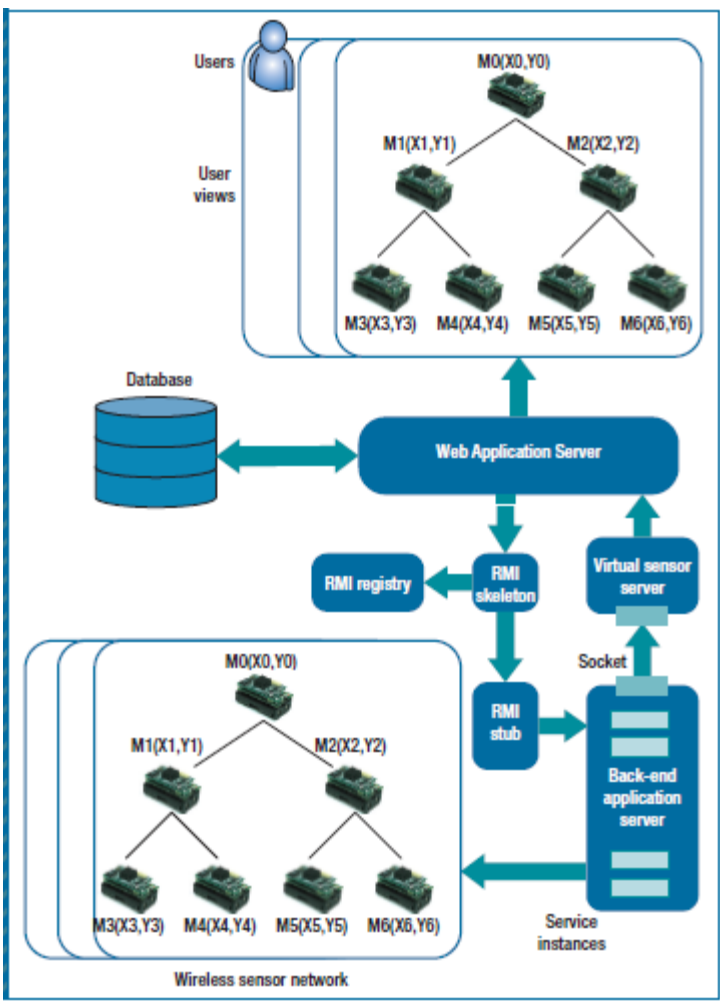 Users
M0(X0,Y0)
M1(X1,Y1)
M2(X2,Y2)
User
views
M3(X3,Y3)
M4(X4,Y4)
M5(X5,Y5)
M6(X6,Y6)
Database
Web Application Server
RMI registry
RMI
skeleton
Virtual sensor
server
Socket
M0(X0,Y0)
M1(X1,Y1)
M2(X2,Y2)
RMI
stub
Back-end
application
server
M3(X3,Y3)
M4(X4,Y4)
M5(X5,Y5)
M6(X6,Y6)
Service
instances
Wireless sensor network